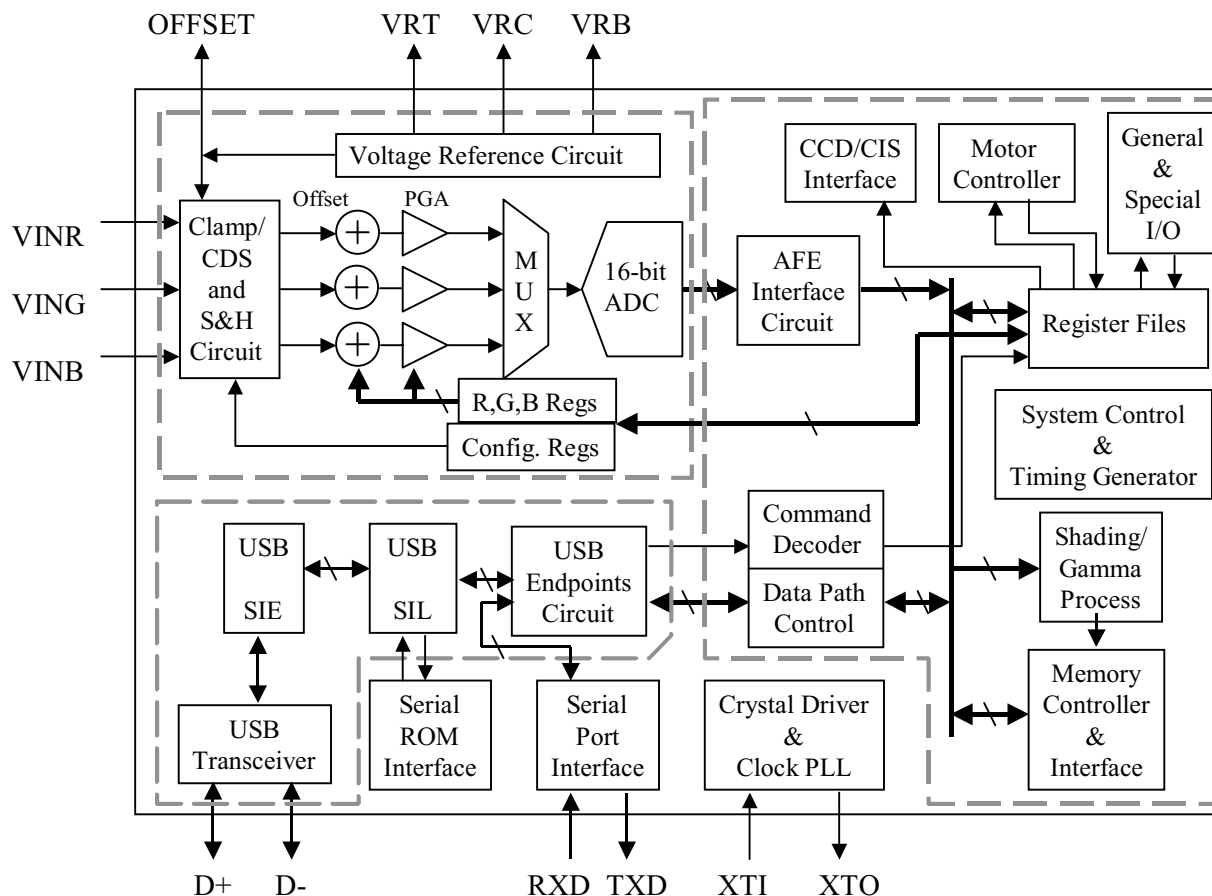 OFFSET VRT VRC VRB
Voltage Reference Circuit
Offset PGA
VINR
VING
VINB
Clamp/
CDS
and
S&H
Circuit
+
+
+
M
U
X
16-bit
ADC
R,G,B Regs
Config. Regs
CCD/CIS
Interface
Motor
Controller
General
&
Special
I/O
AFE
Interface
Circuit
Register Files
System Control
&
Timing Generator
Command
Decoder
Data Path
Control
Shading/
Gamma
Process
Memory
Controller
&
Interface
USB
SIE
USB
SIL
USB
Endpoints
Circuit
USB
Transceiver
Serial
ROM
Interface
Serial
Port
Interface
Crystal Driver
&
Clock PLL
D+ D- RXD TXD XTI XTO